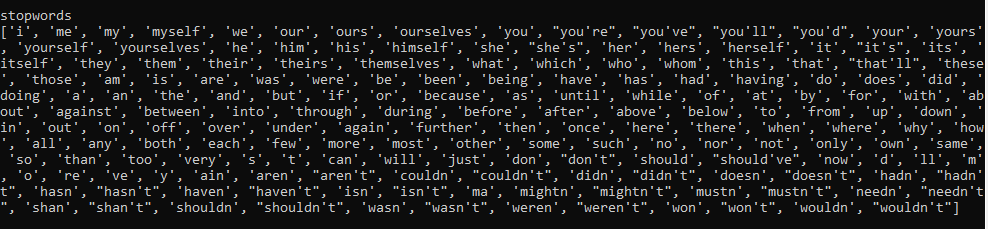 stopwords
['i', 'me', 'my', 'myself', 'we', 'our', 'ours', 'ourselves', 'you', "you're", "you've", "you'll", "you'd", 'your', 'yours'
, 'yourself', 'yourselves', 'he', 'him', 'his', 'himself', 'she', "she's", 'her', 'hers', 'herself', 'it', "it's", 'its', '
itself', 'they', 'them', 'their', 'theirs', 'themselves', 'what', 'which', 'who', 'whom', 'this', 'that', "that'll", 'these
', 'those', 'am', 'is', 'are', 'was', 'were', 'be', 'been', 'being', 'have', 'has', 'had', 'having', 'do', 'does', 'did', '
doing', 'a', 'an', 'the', 'and', 'but', 'if', 'or', 'because', 'as', 'until', 'while', 'of', 'at', 'by', 'for', 'with', 'ab
out', 'against', 'between', 'into', 'through', 'during', 'before', 'after', 'above', 'below', 'to', 'from', 'up', 'down', '
in', 'out', 'on', 'off', 'over', 'under', 'again', 'further', 'then', 'once', 'here', 'there', 'when', 'where', 'why', 'how
', 'all', 'any', 'both', 'each', 'few', 'more', 'most', 'other', 'some', 'such', 'no', 'nor', 'not', 'only', 'own', 'same',
'so', 'than', 'too', 'very', 's', 't', 'can', 'will', 'just', 'don', "don't", 'should', "should've", 'now', 'd', 'll', 'm'
, 'o', 're', 've', 'y', 'ain', 'aren', "aren't", 'couldn', "couldn't", 'didn', "didn't", 'doesn', "doesn't", 'hadn', "hadn'
t", 'hasn', "hasn't", 'haven', "haven't", 'isn', "isn't", 'ma', 'mightn', "mightn't", 'mustn', "mustn't", 'needn', "needn't
", 'shan', "shan't", 'shouldn', "shouldn't", 'wasn', "wasn't", 'weren', "weren't", 'won', "won't", 'wouldn', "wouldn't"]